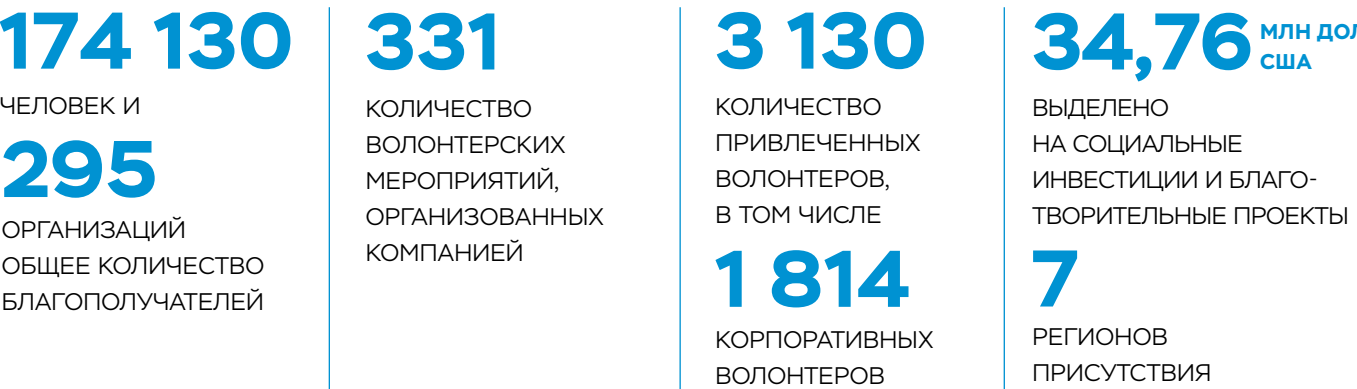 174 130
ЧЕЛОВЕК И
295
ОРГАНИЗАЦИЙ
ОБЩЕЕ КОЛИЧЕСТВО
БЛАГОПОЛУЧАТЕЛЕЙ
331
КОЛИЧЕСТВО
ВОЛОНТЕРСКИХ
МЕРОПРИЯТИЙ,
ОРГАНИЗОВАННЫХ
КОМПАНИЕЙ
3 130
КОЛИЧЕСТВО
ПРИВЛЕЧЕННЫХ
ВОЛОНТЕРОВ,
В ТОМ ЧИСЛЕ
1 814
КОРПОРАТИВНЫХ
ВОЛОНТЕРОВ
34,76 МЛН
США
ВЫДЕЛЕНО
НА СОЦИАЛЬНЫЕ
ИНВЕСТИЦИИ И БЛАГО-
ТВОРИТЕЛЬНЫЕ ПРОЕКТЫ
7
РЕГИОНОВ
ПРИСУТСТВИЯ